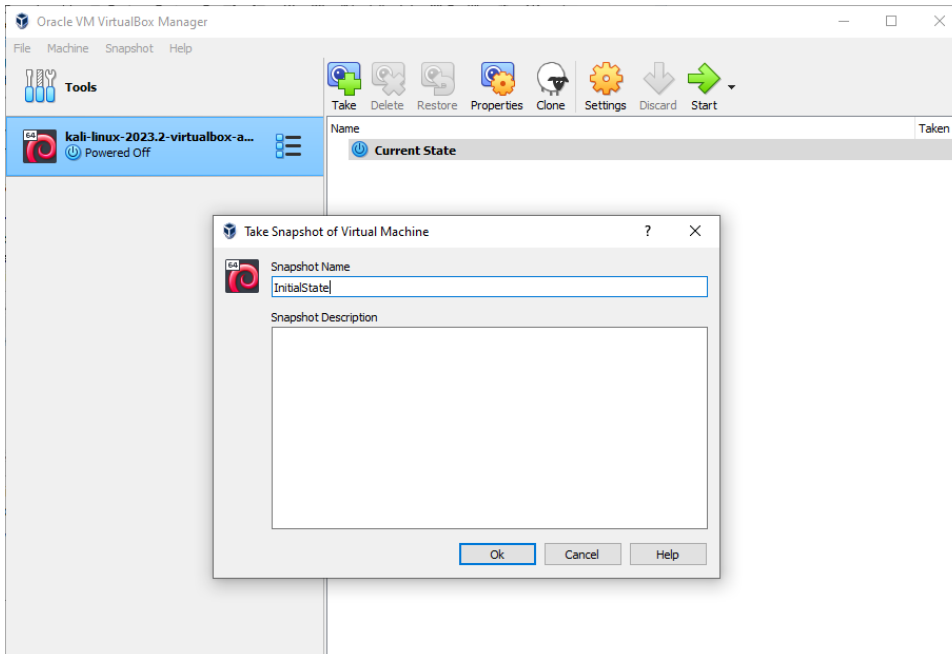 Oracle VM VirtualBox Manager
File Machine Snapshot Help
Tools
Take Delete Restore Properties Clone Settings Discard Start
64
kali-linux-2023.2-virtualbox-a...
Powered Off
Name Taken
Current State
Take Snapshot of Virtual Machine ?
64
Snapshot Name
InitialState
Snapshot Description
Ok Cancel Help